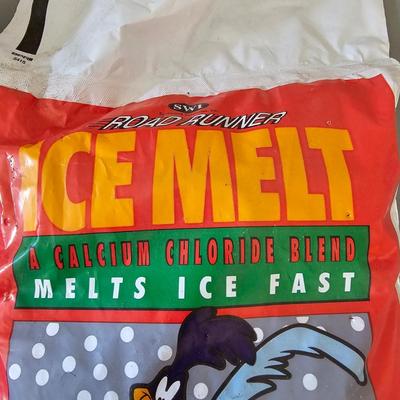 SWI
ROAD RUNNER
ICE MELT
A CALCIUM CHLORIDE BLEND
MELTS ICE FAST